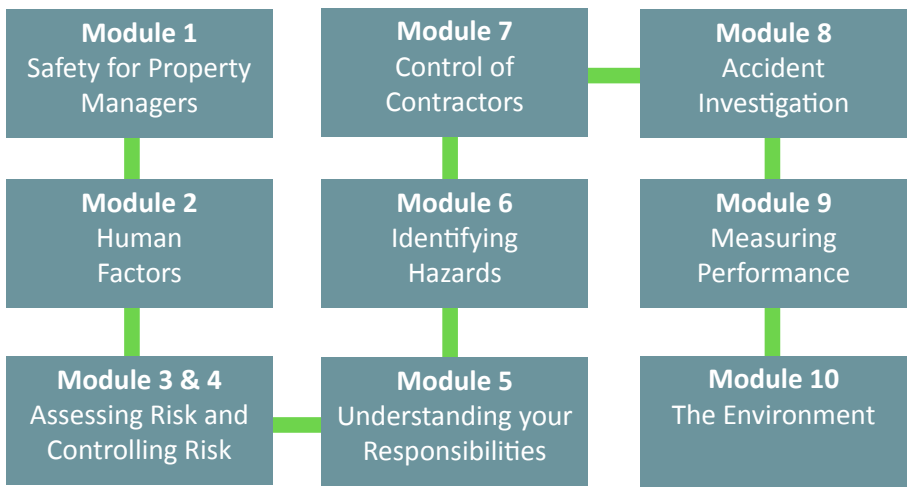 Module 1
Safety for Property
Managers
Module 2
Human
Factors
Module 3 & 4
Assessing Risk and
Controlling Risk
Module 5
Understanding your
Responsibilities
Module 6
Identifying
Hazards
Module 7
Control of
Contractors
Module 8
Accident
Investigation
Module 9
Measuring
Performance
Module 10
The Environment